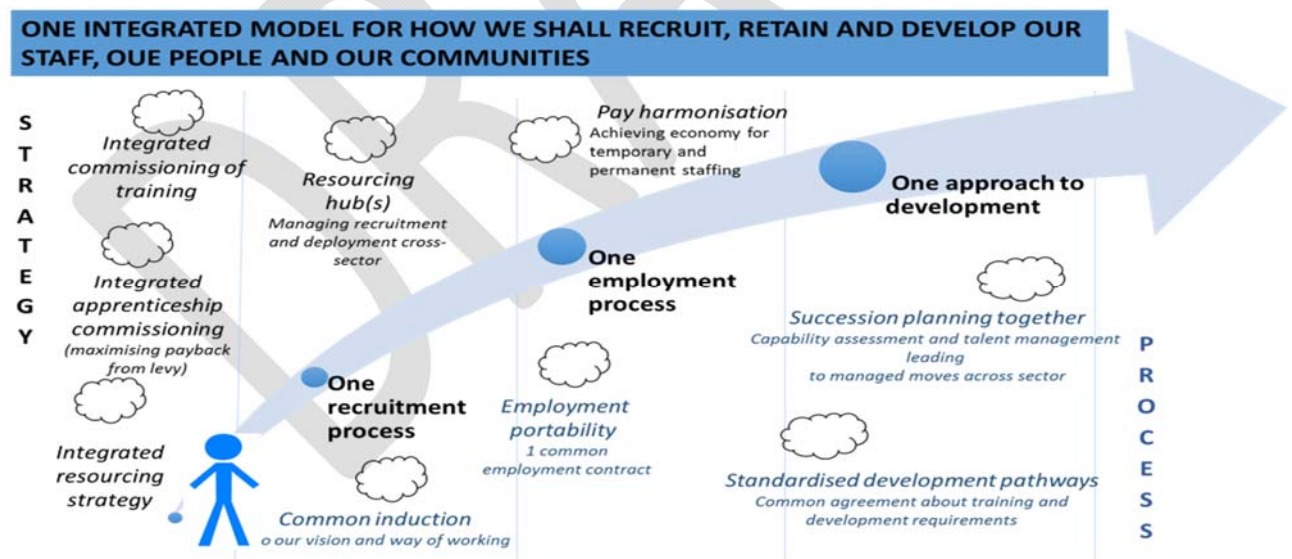 ONE INTEGRATED MODEL FOR HOW WE SHALL RECRUIT, RETAIN AND DEVELOP OUR
STAFF, OUE PEOPLE AND OUR COMMUNITIES
STRATEGY
Integrated
commissioning of
training
Integrated
apprenticeship
commissioning
(maximising payback
from levy)
Integrated
resourcing
strategy
Resourcing
hub(s)
Managing recruitment
and deployment cross-
sector
One
recruitment
process
Common induction
o our vision and way of working
Pay harmonisation
Achieving economy for
temporary and
permanent staffing
One
employment
process
Employment
portability
1 common
employment contract
One approach to
development
Succession planning together
Capability assessment and talent management
leading
to managed moves across sector
Standardised development pathways
Common agreement about training and
development requirements
PROCESS